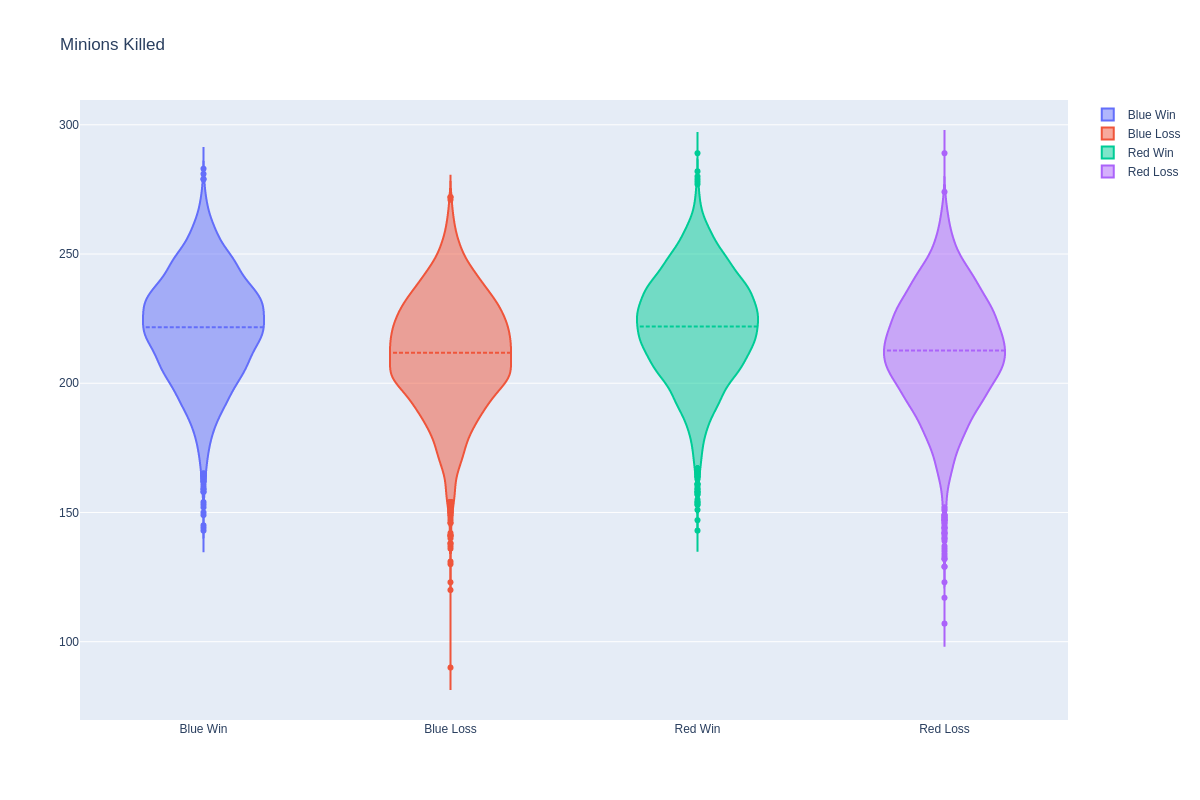 Minions Killed
Blue Win
Blue Loss
Red Win
Red Loss
300
250
200
150
100
Blue Win
Blue Loss
Red Win
Red Loss